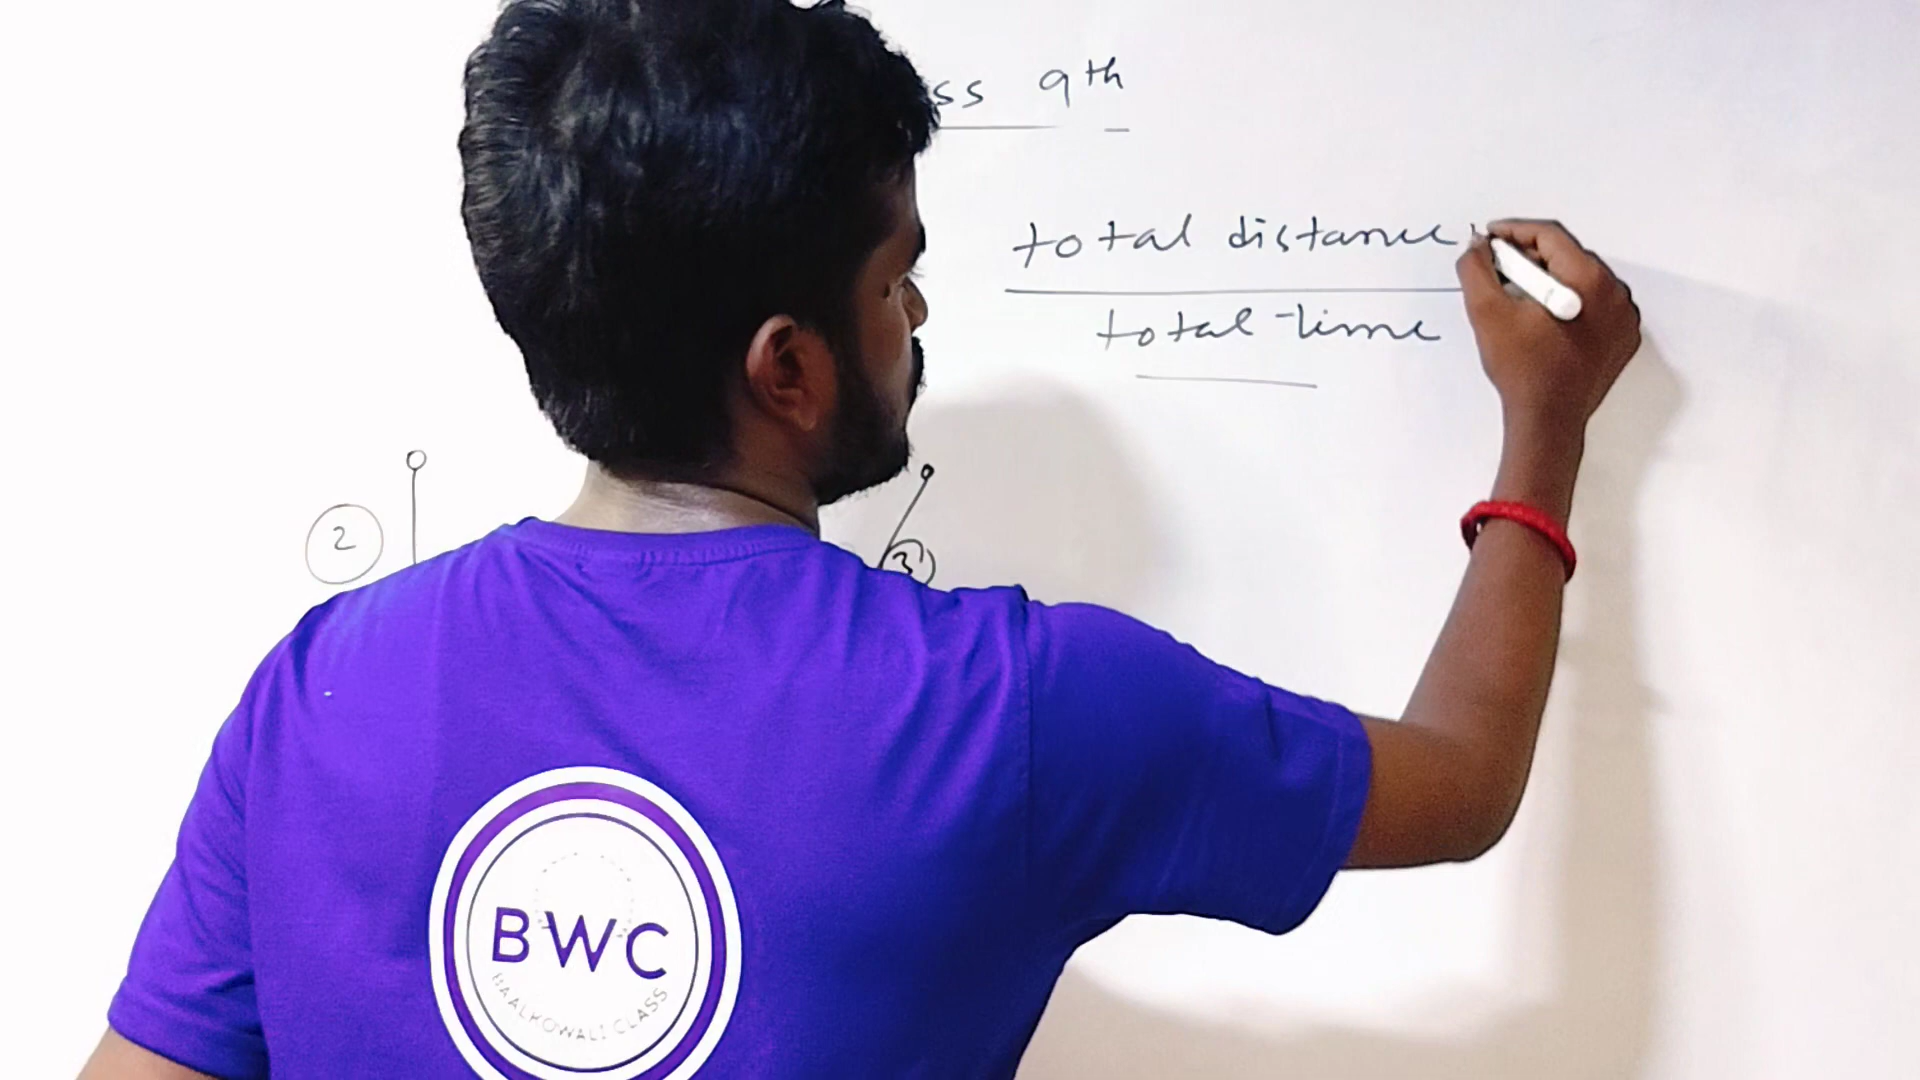 ss 9th
total distance
total time
2
3
BWC
BAALKOWALI CLASS